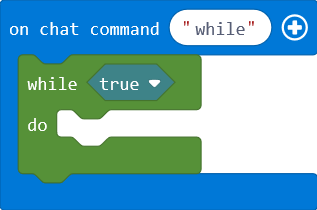 on chat command "while"
while true
do